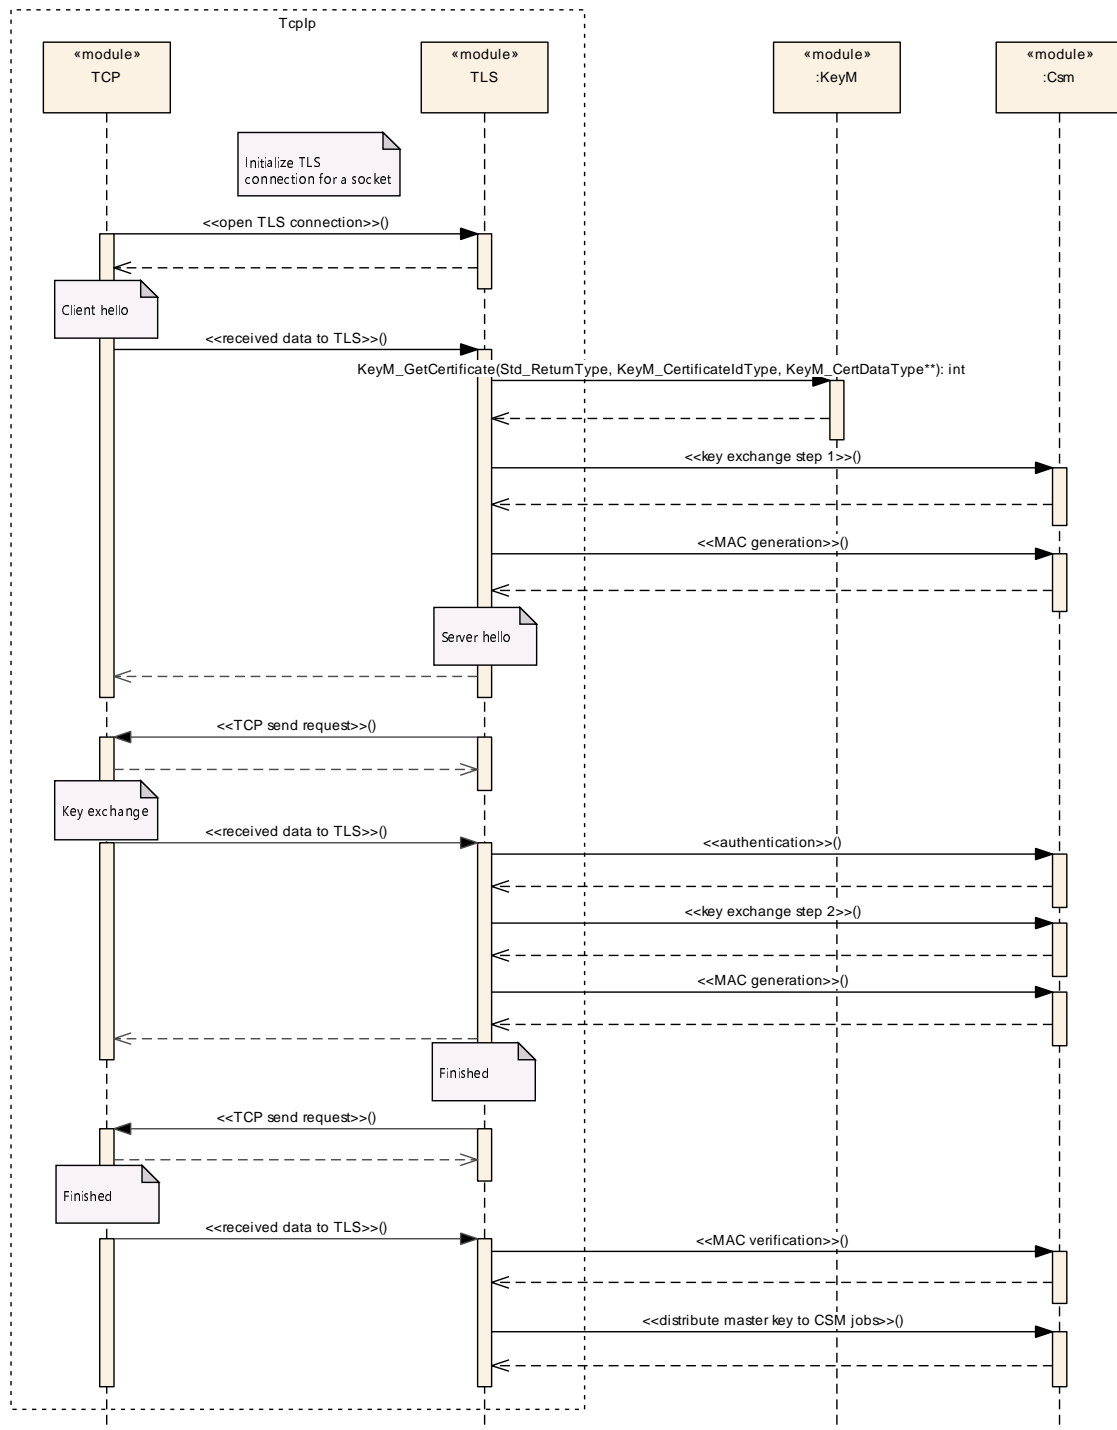 TcpIp
«module»
TCP
«module»
TLS
«module»
:KeyM
«module»
:Csm
Initialize TLS
connection for a socket
<<open TLS connection>>()
Client hello
<<received data to TLS>>()
KeyM_GetCertificate(Std_ReturnType, KeyM_CertificateIdType, KeyM_CertDataType**): int
<<key exchange step 1>>()
<<MAC generation>>()
Server hello
<<TCP send request>>()
Key exchange
<<received data to TLS>>()
<<authentication>>()
<<key exchange step 2>>()
<<MAC generation>>()
Finished
<<TCP send request>>()
Finished
<<received data to TLS>>()
<<MAC verification>>()
<<distribute master key to CSM jobs>>()